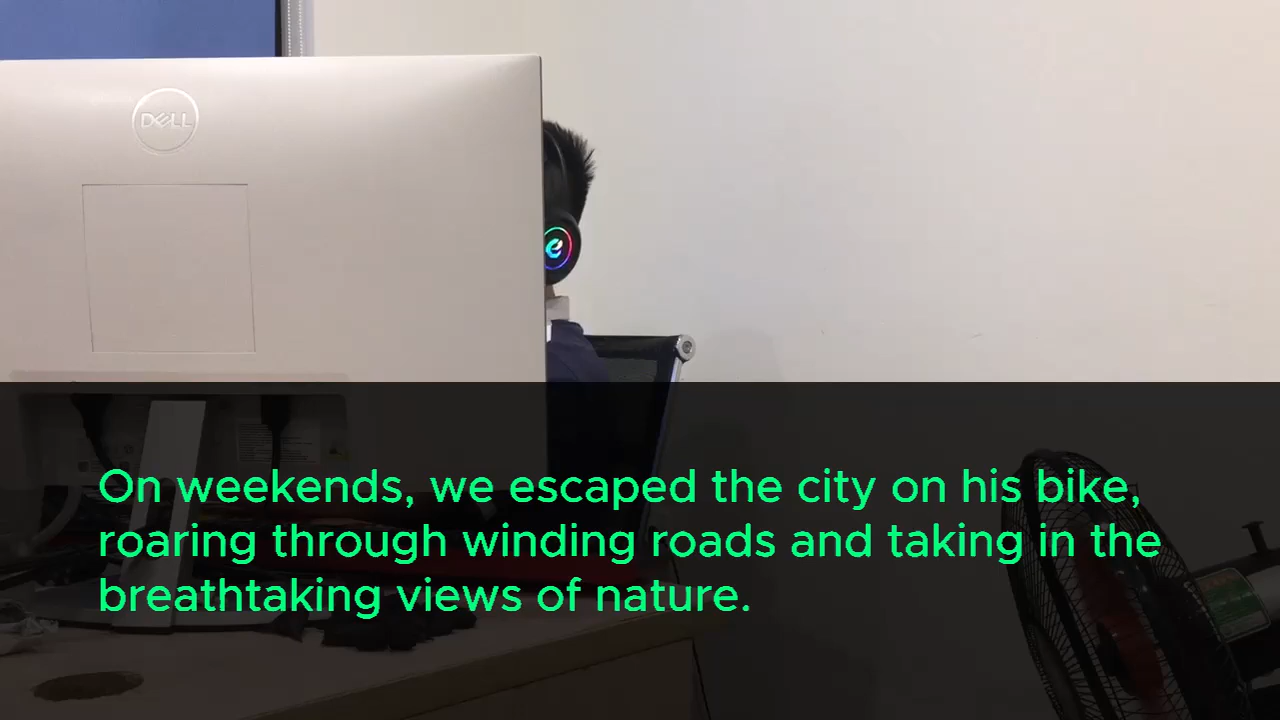 DELL
On weekends, we escaped the city on his bike,
roaring through winding roads and taking in the
breathtaking views of nature.